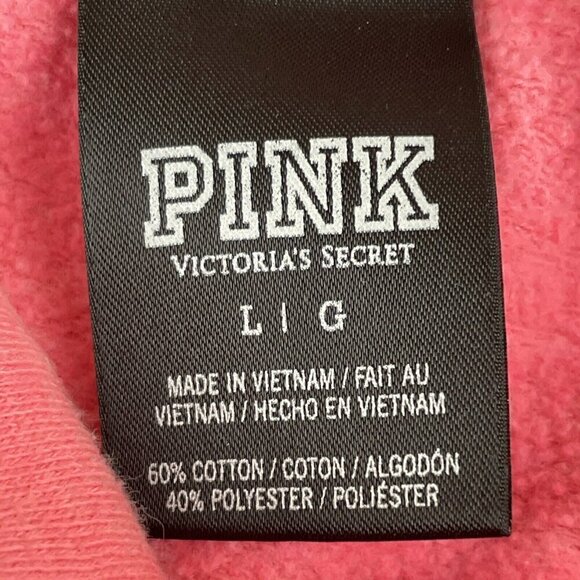 PINK
VICTORIA'S SECRET
L | G
MADE IN VIETNAM / FAIT AU
VIETNAM / HECHO EN VIETNAM
60% COTTON / COTON / ALGODÓN
40% POLYESTER / POLIÉSTER